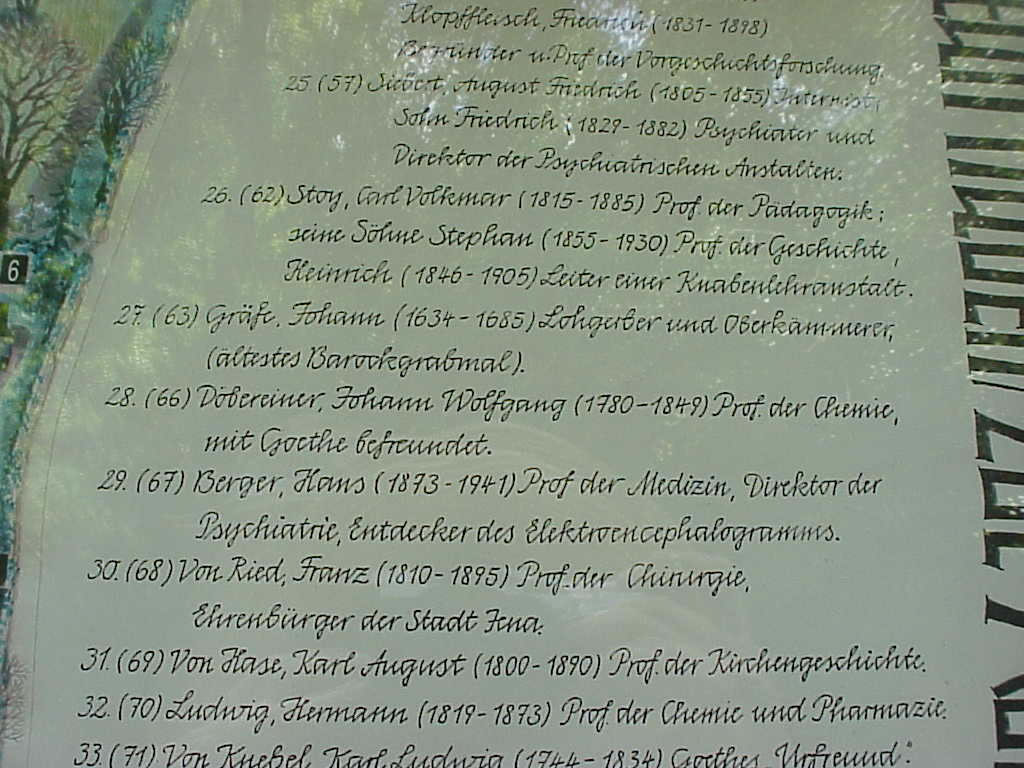 Klopffleisch, Friedrich (1831-1898)
Begründer u. Prof. der Vorgeschichtsforschung.
25. (57) Siebert, August Friedrich (1805-1855) Internist;
Sohn Friedrich (1829-1882) Psychiater und
Direktor der Psychiatrischen Anstalten.
26. (62) Stoy, Carl Volkmar (1815-1885) Prof. der Pädagogik;
seine Söhne Stephan (1855-1930) Prof. der Geschichte,
Heinrich (1846-1905) Leiter einer Knabenlehranstalt.
27. (63) Gräfe, Johann (1634-1685) Lohgerber und Oberkämmerer,
(ältestes Barockgrabmal).
28. (66) Döbereiner, Johann Wolfgang (1780-1849) Prof. der Chemie,
mit Goethe befreundet.
29. (67) Berger, Hans (1873-1941) Prof der Medizin, Direktor der
Psychiatrie, Entdecker des Elektroencephalogramms.
30. (68) Von Ried, Franz (1810-1895) Prof. der Chirurgie,
Ehrenbürger der Stadt Jena.
31. (69) Von Hase, Karl August (1800-1890) Prof. der Kirchengeschichte.
32. (70) Ludwig, Hermann (1819-1873) Prof. der Chemie und Pharmazie.
33. (71) Von Knebel, Karl Ludwig (1744-1834) Goethes „Urfreund".
6